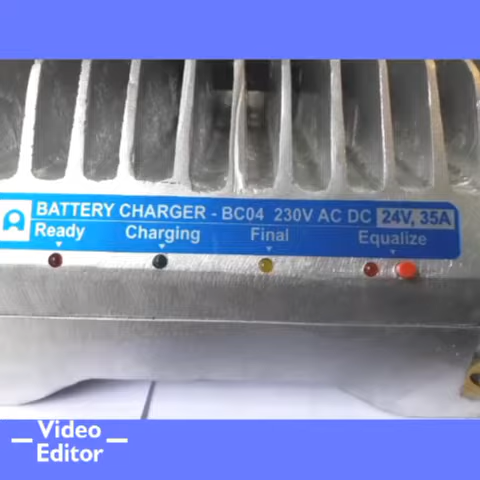 BATTERY CHARGER - BC04 230V AC DC 24V, 35A
Ready Charging Final Equalize
Video
Editor